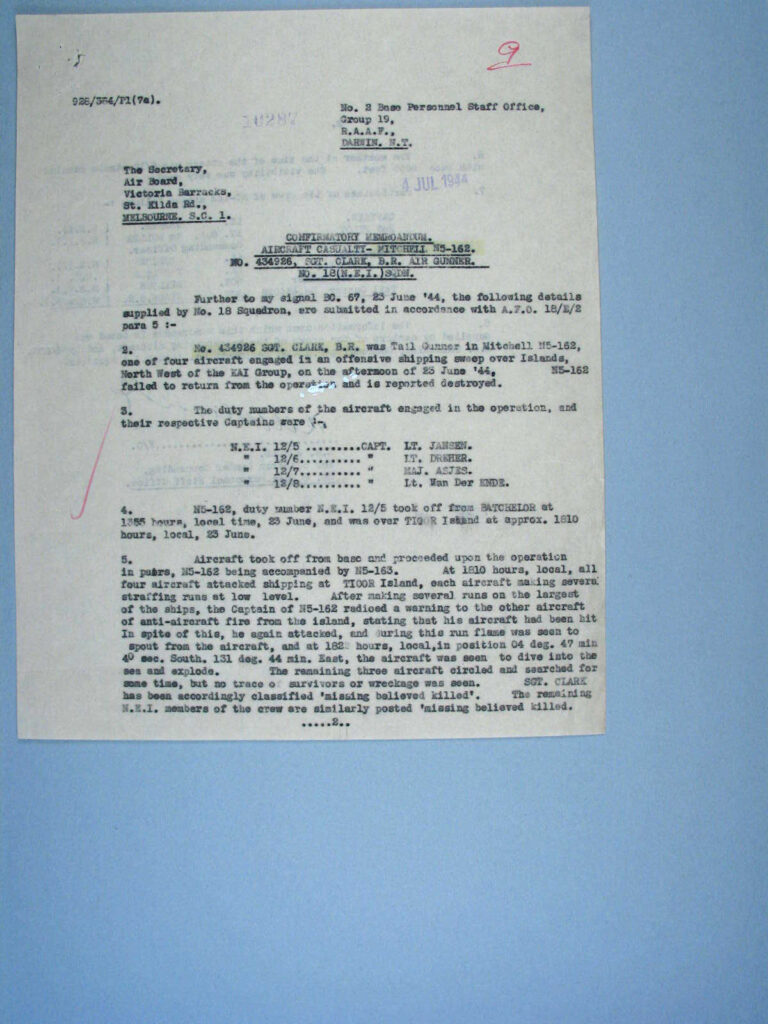 9
928/354/P1(7a).
No. 2 Base Personnel Staff Office,
Group 19,
R.A.A.F.,
DARWIN. N.T.
4 JUL 1944
The Secretary,
Air Board,
Victoria Barracks,
St. Kilda Rd.,
MELBOURNE. S.C. 1.
CONFIRMATORY MEMORANDUM.
AIRCRAFT CASUALTY- MITCHELL N5-162.
NO. 434926, SGT. CLARK, B.R. AIR GUNNER.
NO. 18(N.E.I.)SQDN.
Further to my signal BC. 67, 23 June '44, the following details
supplied by No. 18 Squadron, are submitted in accordance with A.F.O. 18/E/2
para 5 :-
2. No. 434926 SGT. CLARK, B.R. was Tail Gunner in Mitchell N5-162,
one of four aircraft engaged in an offensive shipping sweep over Islands,
North West of the KAI Group, on the afternoon of 23 June '44, N5-162
failed to return from the operation and is reported destroyed.
3. The duty numbers of the aircraft engaged in the operation, and
their respective Captains were :-
N.E.I. 12/5 .........CAPT. LT. JANSEN.
" 12/6.......... " LT. DREHER.
" 12/7.......... " MAJ. ASJES.
" 12/8.......... " Lt. Van Der ENDE.
4. N5-162, duty number N.E.I. 12/5 took off from BATCHELOR at
1355 hours, local time, 23 June, and was over TIOOR Island at approx. 1810
hours, local, 23 June.
5. Aircraft took off from base and proceeded upon the operation
in pairs, N5-162 being accompanied by N5-163. At 1810 hours, local, all
four aircraft attacked shipping at TIOOR Island, each aircraft making severa
straffing runs at low level. After making several runs on the largest
of the ships, the Captain of N5-162 radioed a warning to the other aircraft
of anti-aircraft fire from the island, stating that his aircraft had been hit
In spite of this, he again attacked, and during this run flame was seen to
spout from the aircraft, and at 182 hours, local,in position 04 deg. 47 min
40 sec. South. 131 deg. 44 min. East, the aircraft was seen to dive into the
sea and explode. The remaining three aircraft circled and searched for
some time, but no trace of survivors or wreckage was seen. SGT. CLARK
has been accordingly classified 'missing believed killed'. The remaining
N.E.I. members of the crew are similarly posted 'missing believed killed.
.....2..